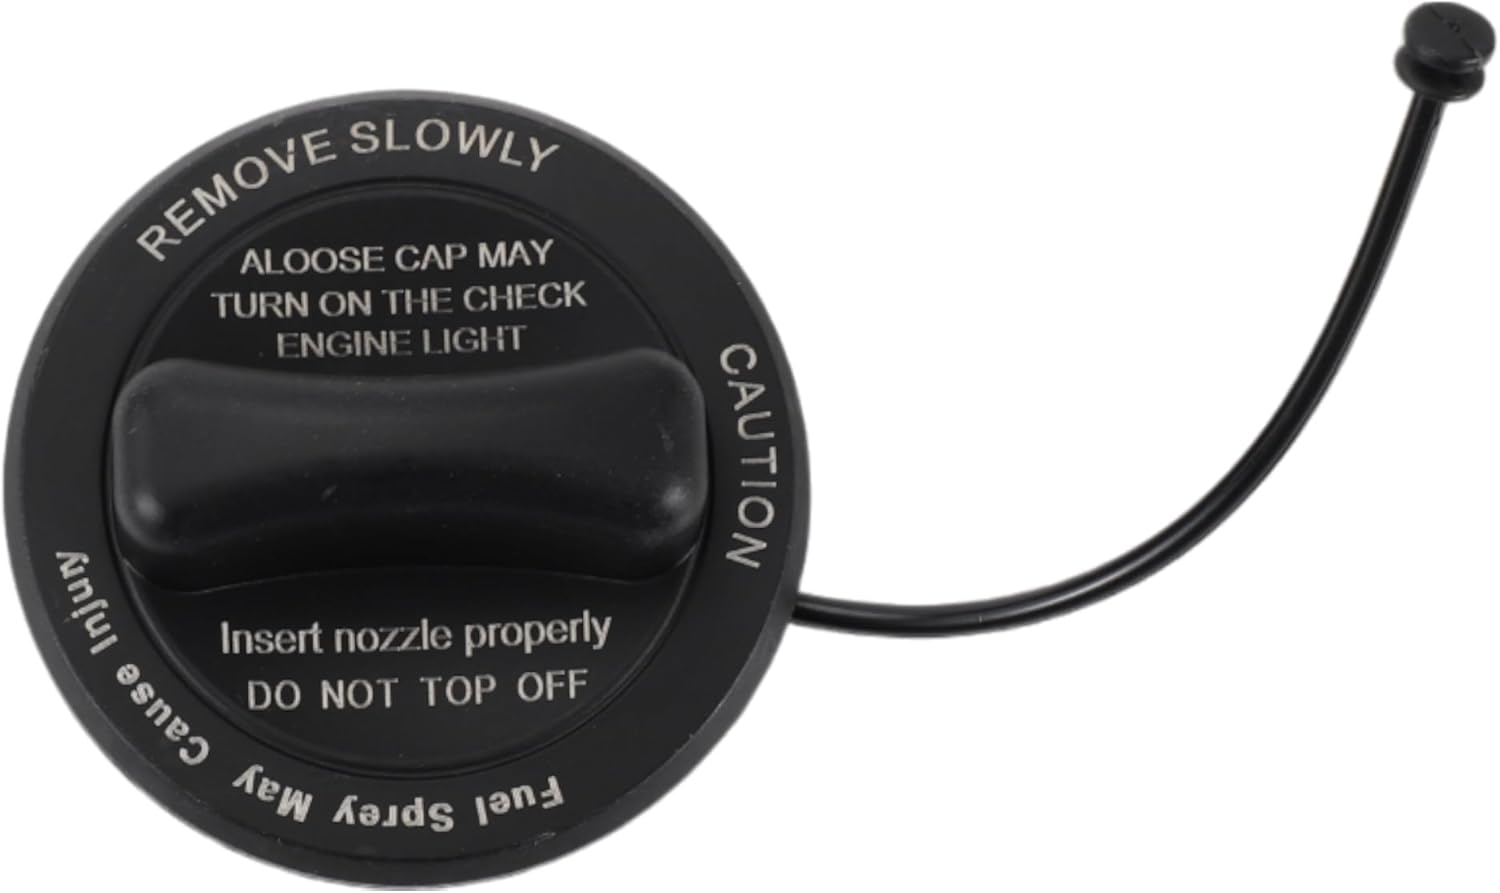 REMOVE SLOWLY
ALOOSE CAP MAY
TURN ON THE CHECK
ENGINE LIGHT
CAUTION
Insert nozzle properly
DO NOT TOP OFF
Fuel Sprey May Cause Injury